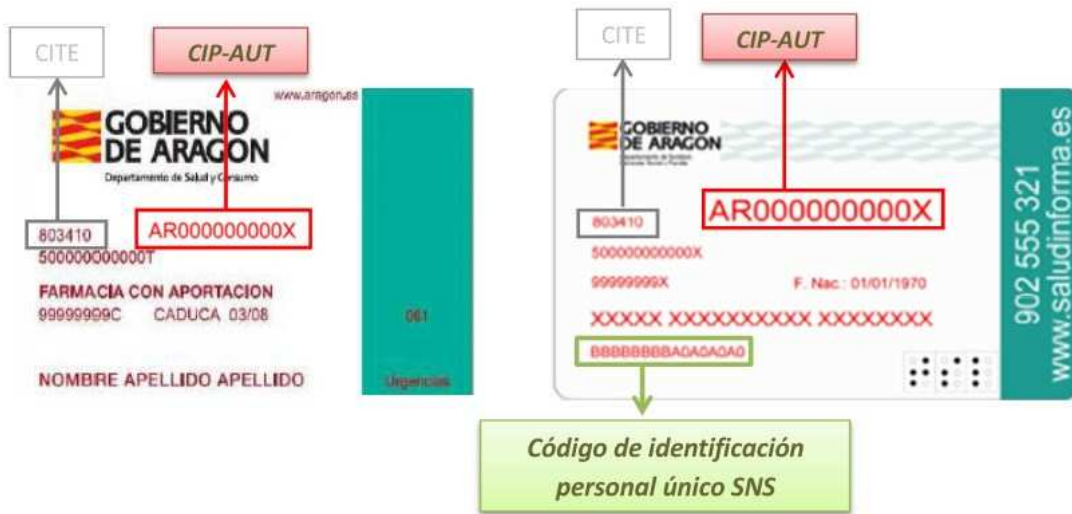 CITE
CIP-AUT
www.aragon.es
GOBIERNO
DE ARAGON
Departamento de Salud y Consumo
803410
AR000000000X
500000000000T
FARMACIA CON APORTACION
99999999C CADUCA 03/08
061
NOMBRE APELLIDO APELLIDO
Urgencias
CITE
CIP-AUT
GOBIERNO
DE ARAGON
803410
AR000000000X
500000000000X
99999999X F. Nac.: 01/01/1970
XXXXX XXXXXXXXXX XXXXXXXX
BBBBBBBBA0A0A0A0
902 555 321
www.saludinforma.es
Código de identificación
personal único SNS